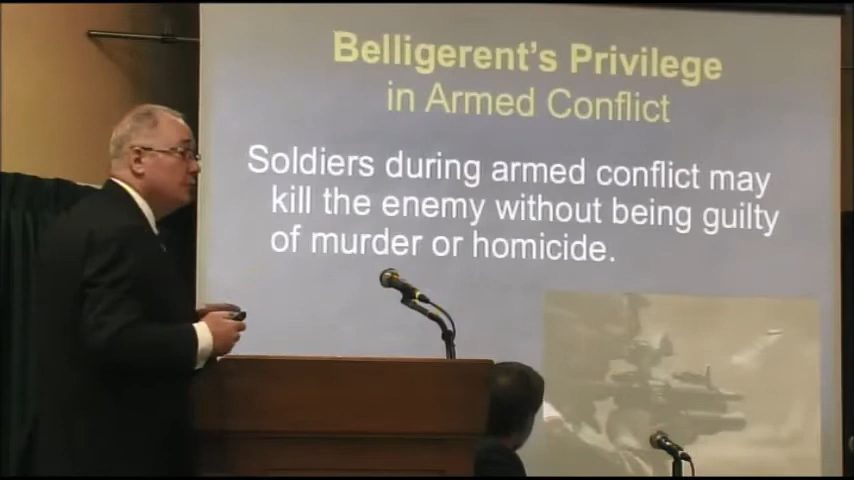 Belligerent's Privilege
in Armed Conflict
Soldiers during armed conflict may
kill the enemy without being guilty
of murder or homicide.